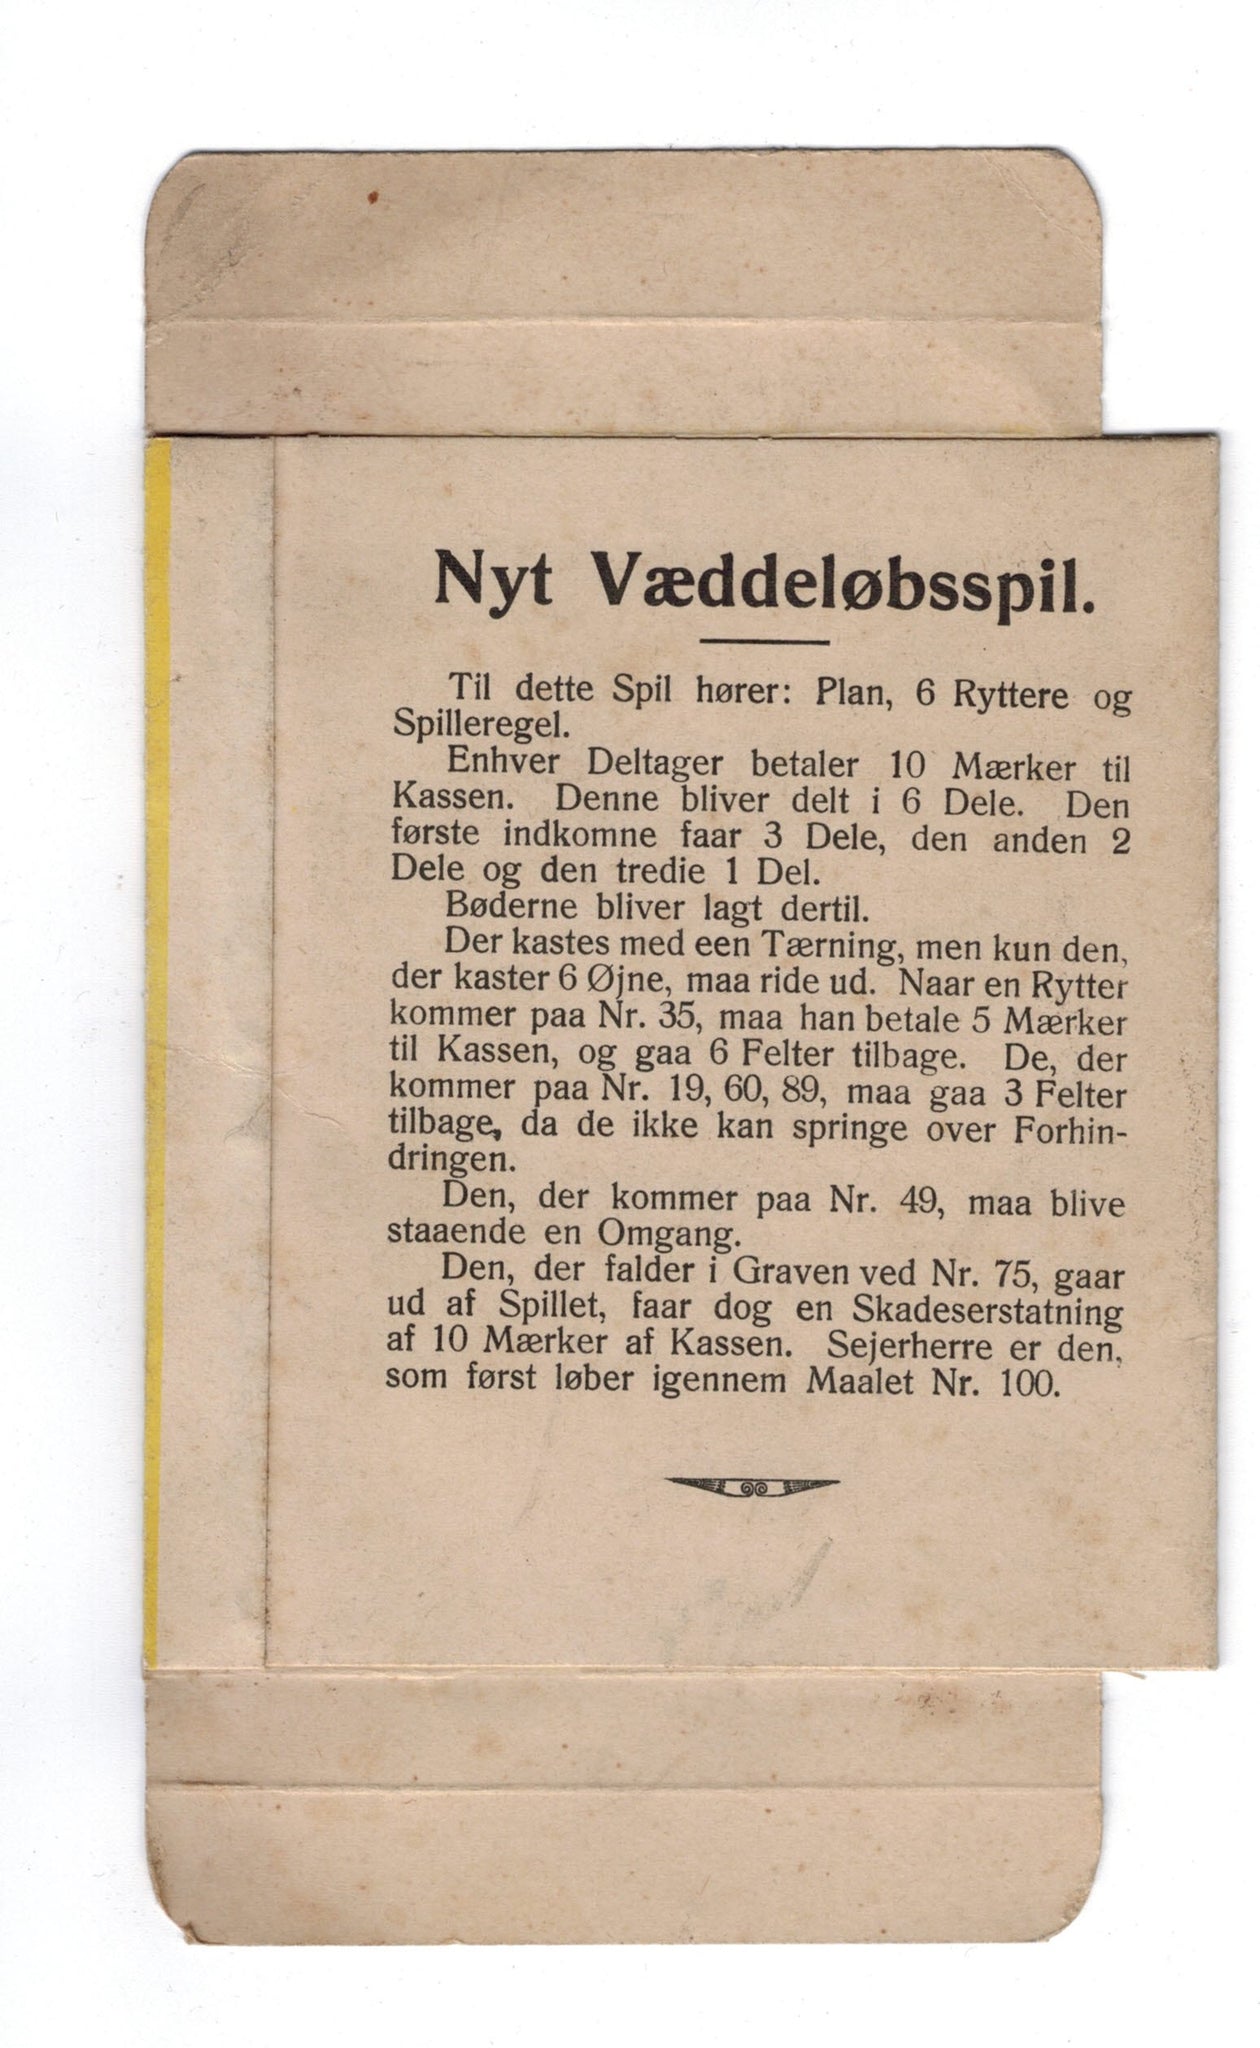 Nyt Væddeløbsspil.
Til dette Spil hører: Plan, 6 Ryttere og
Spilleregel.
Enhver Deltager betaler 10 Mærker til
Kassen. Denne bliver delt i 6 Dele. Den
første indkomne faar 3 Dele, den anden 2
Dele og den tredie 1 Del.
Bøderne bliver lagt dertil.
Der kastes med een Tærning, men kun den,
der kaster 6 Øjne, maa ride ud. Naar en Rytter
kommer paa Nr. 35, maa han betale 5 Mærker
til Kassen, og gaa 6 Felter tilbage. De, der
kommer paa Nr. 19, 60, 89, maa gaa 3 Felter
tilbage, da de ikke kan springe over Forhin-
dringen.
Den, der kommer paa Nr. 49, maa blive
staaende en Omgang.
Den, der falder i Graven ved Nr. 75, gaar
ud af Spillet, faar dog en Skadeserstatning
af 10 Mærker af Kassen. Sejerherre er den,
som først løber igennem Maalet Nr. 100.